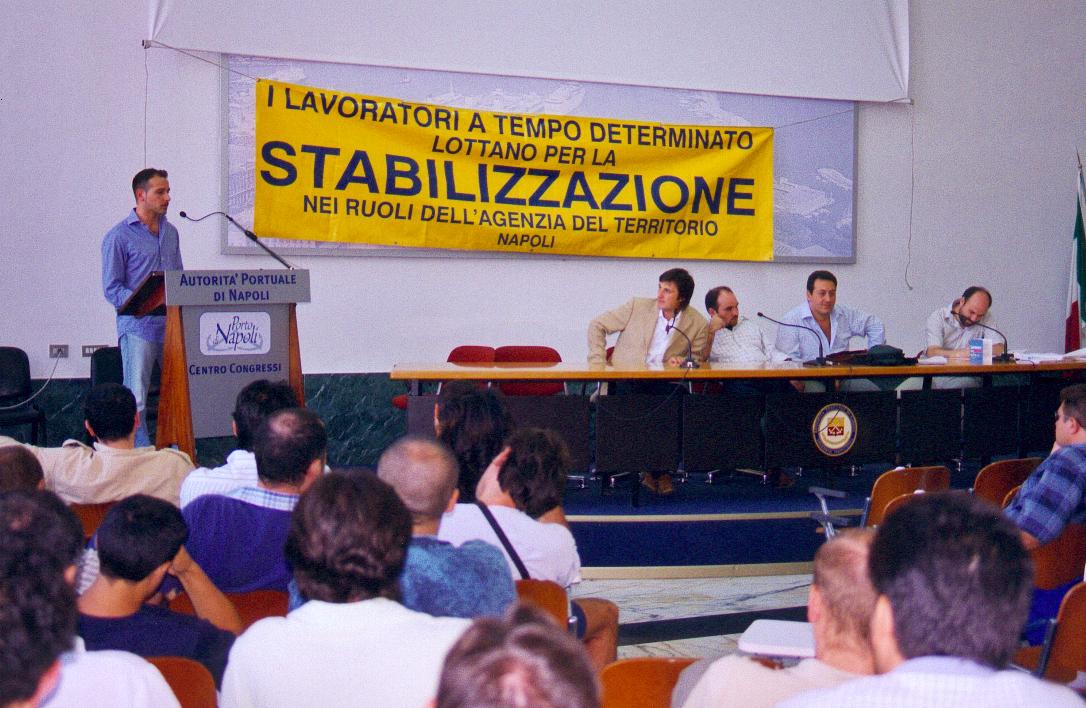 I LAVORATORI A TEMPO DETERMINATO
LOTTANO PER LA
STABILIZZAZIONE
NEI RUOLI DELL'AGENZIA DEL TERRITORIO
NAPOLI
AUTORITA' PORTUALE
DI NAPOLI
Porto
di Napoli
CENTRO CONGRESSI